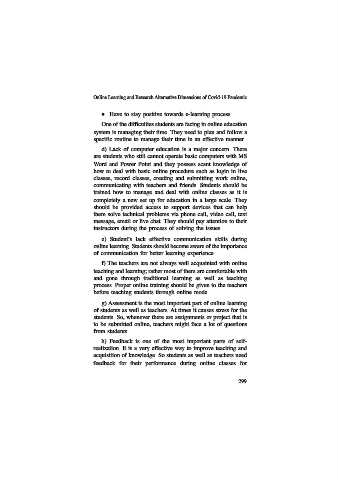 Online Learning and Research Alternative Dimensions of Covid-19 Pandemic
• Have to stay positive towards e-learning process
One of the difficulties students are facing in online education
system is managing their time. They need to plan and follow a
specific routine to manage their time in an effective manner.
d) Lack of computer education is a major concern. There
are students who still cannot operate basic computers with MS
Word and Power Point and they possess scant knowledge of
how to deal with basic online procedure such as login in live
classes, record classes, creating and submitting work online,
communicating with teachers and friends. Students should be
trained how to manage and deal with online classes as it is
completely a new set up for education in a large scale. They
should be provided access to support devices that can help
them solve technical problems via phone call, video call, text
message, email or live chat. They should pay attention to their
instructors during the process of solving the issues.
e) Student's lack effective communication skills during
online learning. Students should become aware of the importance
of communication for better learning experience.
f) The teachers are not always well acquainted with online
teaching and learning; rather most of them are comfortable with
and gone through traditional learning as well as teaching
process. Proper online training should be given to the teachers
before teaching students through online mode.
g) Assessment is the most important part of online learning
of students as well as teachers. At times it causes stress for the
students. So, whenever there are assignments or project that is
to be submitted online, teachers might face a lot of questions
from students.
h) Feedback is one of the most important parts of self-
realization. It is a very effective way to improve teaching and
acquisition of knowledge. So students as well as teachers need
feedback for their performance during online classes for
299